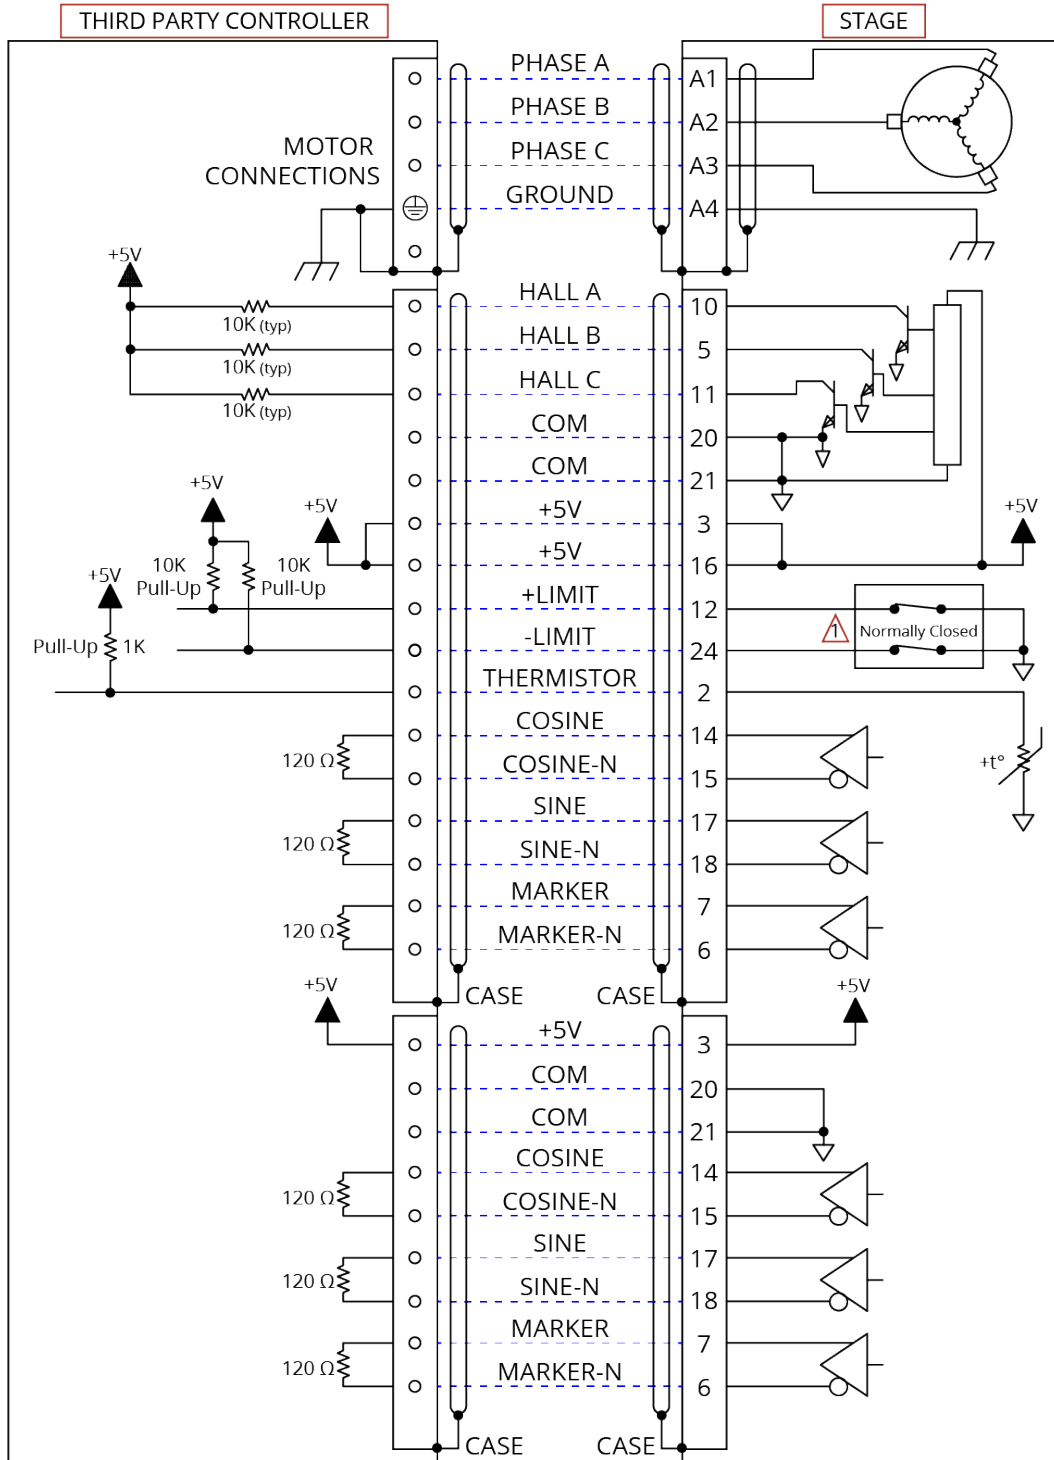 THIRD PARTY CONTROLLER
STAGE
PHASE A
A1
PHASE B
A2
MOTOR
CONNECTIONS
PHASE C
A3
GROUND
A4
+5V
HALL A
10
10K (typ)
HALL B
5
10K (typ)
HALL C
11
10K (typ)
COM
20
COM
21
+5V
+5V
+5V
3
+5V
+5V
16
10K
Pull-Up
10K
Pull-Up
+5V
+LIMIT
12
1
Normally Closed
Pull-Up
1K
-LIMIT
24
THERMISTOR
2
COSINE
14
120 Ω
COSINE-N
15
+t°
SINE
17
120 Ω
SINE-N
18
MARKER
7
120 Ω
MARKER-N
6
CASE
CASE
+5V
+5V
+5V
3
COM
20
COM
21
COSINE
14
120 Ω
COSINE-N
15
SINE
17
120 Ω
SINE-N
18
MARKER
7
120 Ω
MARKER-N
6
CASE
CASE